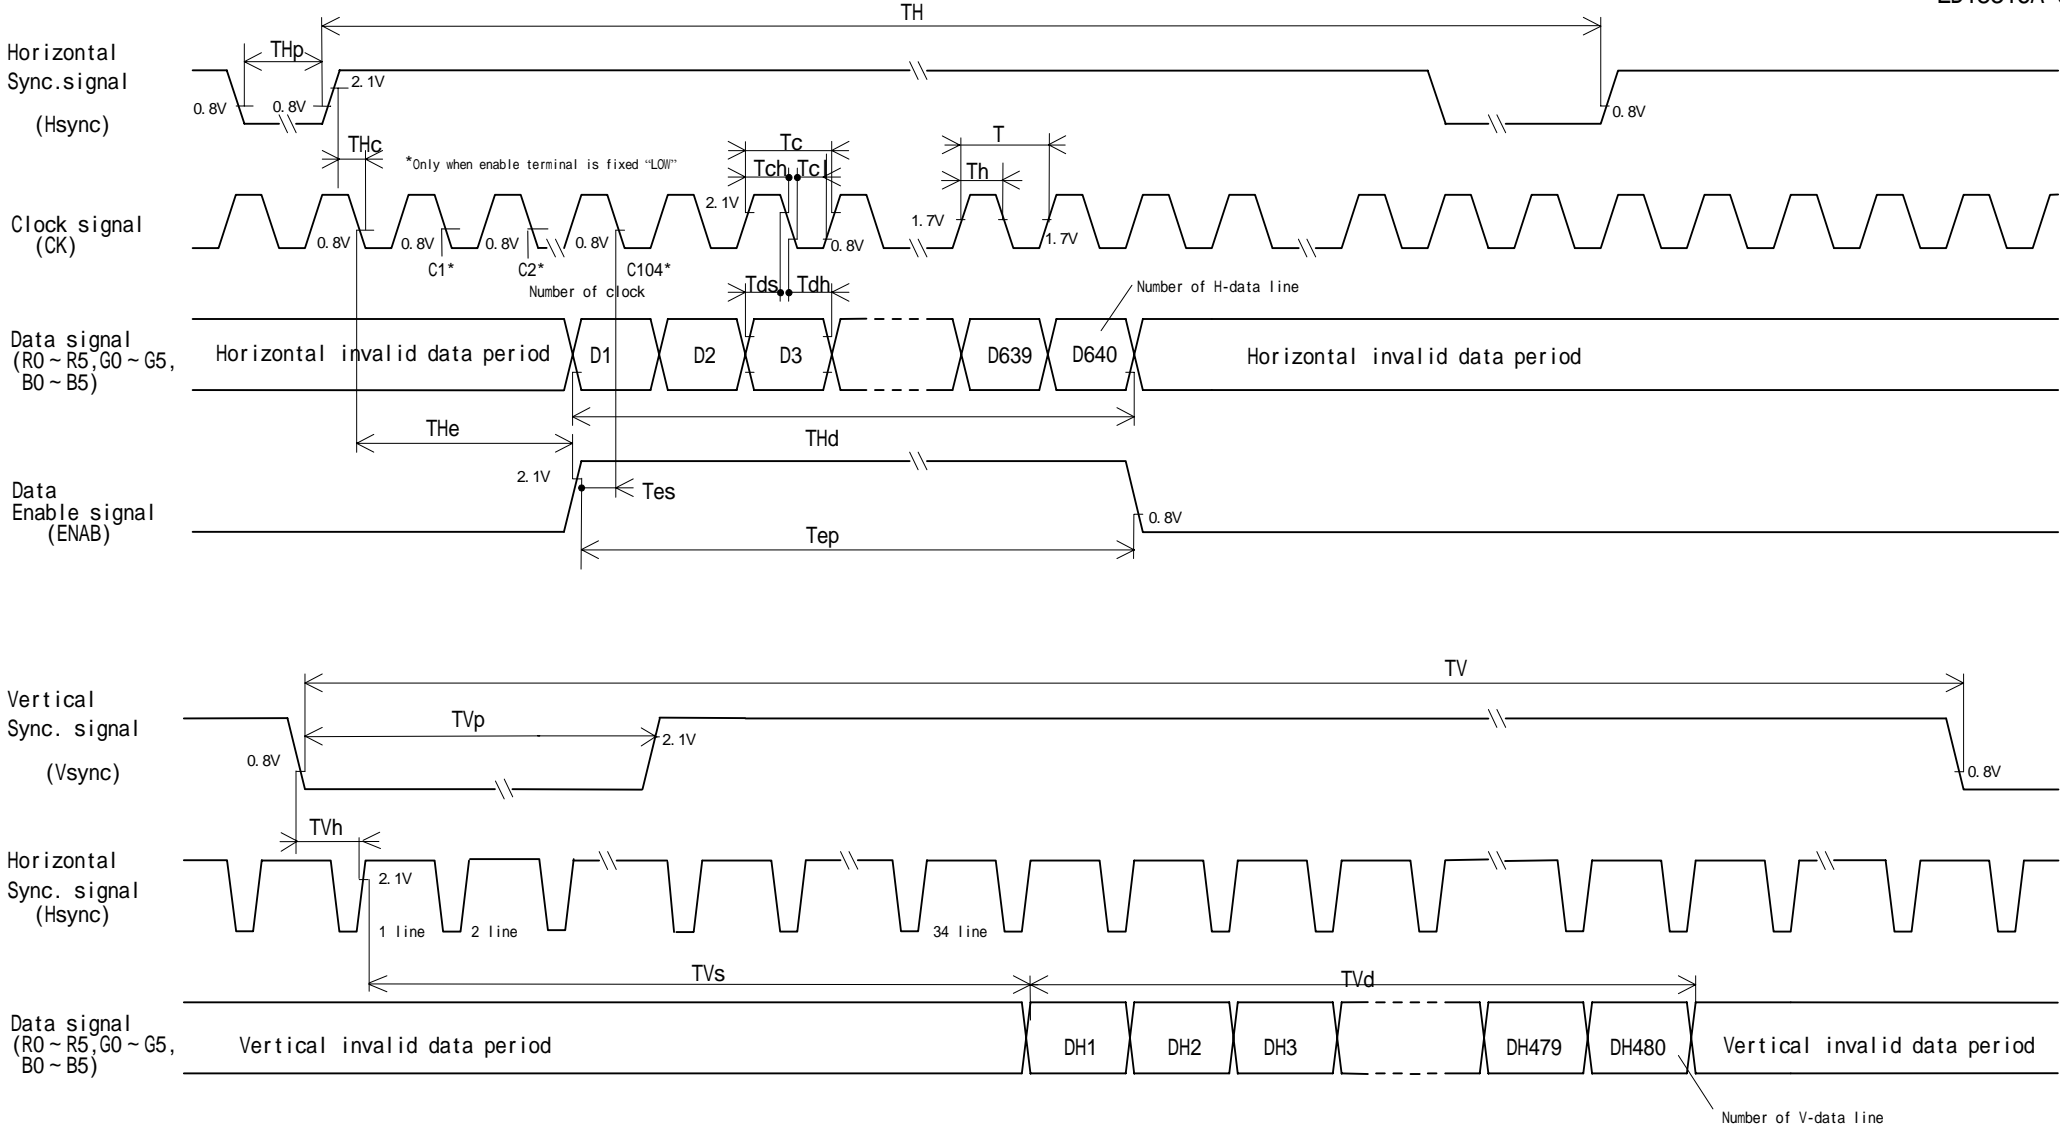 TH
Horizontal
Sync.signal
(Hsync)
THp
0.8V
0.8V
2.1V
0.8V
THc
*Only when enable terminal is fixed “LOW”
Tc
Tch
Tcl
T
Th
Clock signal
(CK)
0.8V
0.8V
0.8V
0.8V
2.1V
0.8V
1.7V
1.7V
C1*
C2*
C104*
Number of clock
Tds
Tdh
Number of H-data line
Data signal
(R0~R5,G0~G5,
B0~B5)
Horizontal invalid data period
D1
D2
D3
D639
D640
Horizontal invalid data period
THe
THd
2.1V
Tes
Data
Enable signal
(ENAB)
0.8V
Tep
TV
Vertical
Sync. signal
(Vsync)
TVp
0.8V
2.1V
0.8V
TVh
Horizontal
Sync. signal
(Hsync)
2.1V
1 line
2 line
34 line
TVs
TVd
Data signal
(R0~R5,G0~G5,
B0~B5)
Vertical invalid data period
DH1
DH2
DH3
DH479
DH480
Vertical invalid data period
Number of V-data line